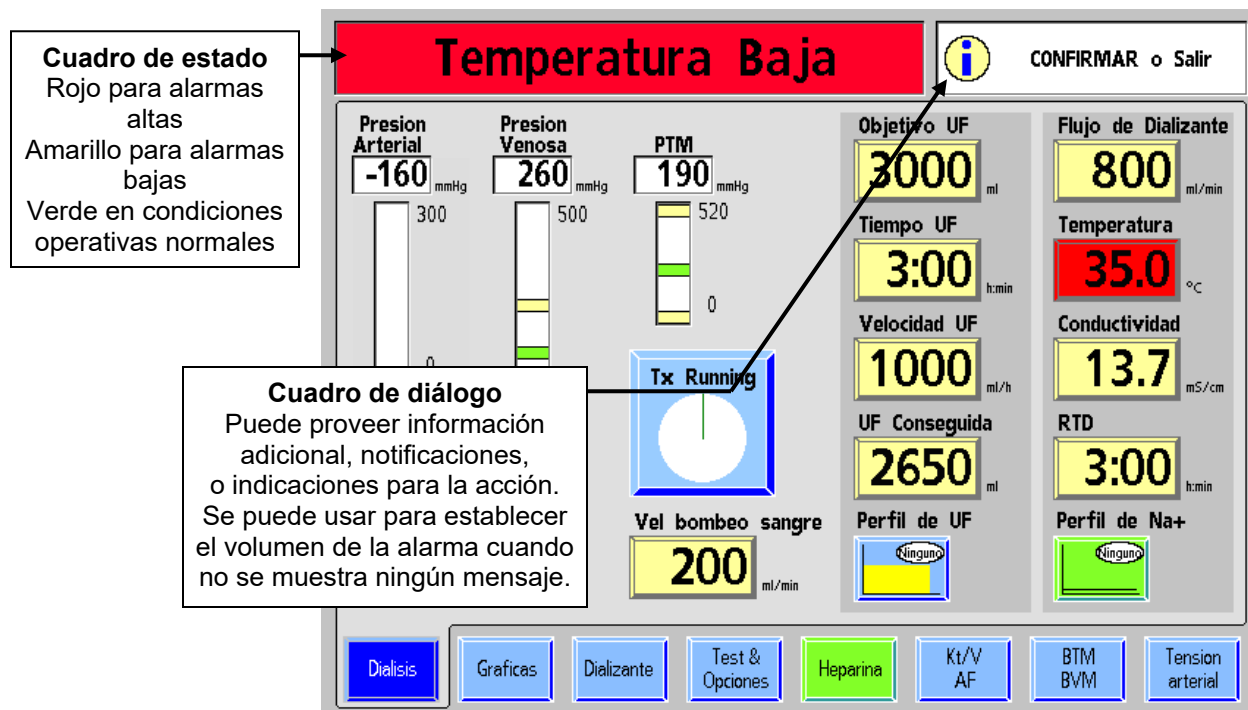 Cuadro de estado
Rojo para alarmas
altas
Amarillo para alarmas
bajas
Verde en condiciones
operativas normales
Temperatura Baja
i
CONFIRMAR o Salir
Presion
Arterial
-160 mmHg
300
0
Presion
Venosa
260 mmHg
500
PTM
190 mmHg
520
0
Cuadro de diálogo
Puede proveer información
adicional, notificaciones,
o indicaciones para la acción.
Se puede usar para establecer
el volumen de la alarma cuando
no se muestra ningún mensaje.
Tx Running
Vel bombeo sangre
200 ml/min
Objetivo UF
3000 ml
Tiempo UF
3:00 h:min
Velocidad UF
1000 ml/h
UF Conseguida
2650 ml
Perfil de UF
Ninguno
Flujo de Dializante
800 ml/min
Temperatura
35.0 °C
Conductividad
13.7 mS/cm
RTD
3:00 h:min
Perfil de Na+
Ninguno
Dialisis
Graficas
Dializante
Test &
Opciones
Heparina
Kt/V
AF
BTM
BVM
Tension
arterial